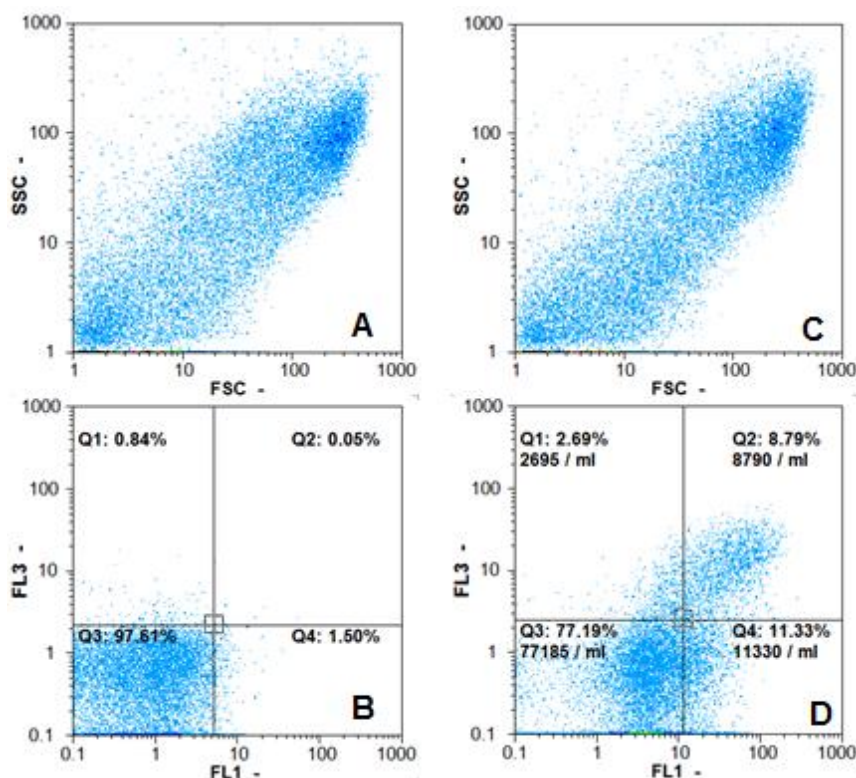 1000
100
10
1
SSC -
A
1
10
100
1000
FSC -
1000
100
10
1
SSC -
C
1
10
100
1000
FSC -
1000
100
10
1
0.1
FL3 -
Q1: 0.84%
Q2: 0.05%
Q3: 97.61%
Q4: 1.50%
B
0.1
1
10
100
1000
FL1 -
1000
100
10
1
0.1
FL3 -
Q1: 2.69%
2695 / ml
Q2: 8.79%
8790 / ml
Q3: 77.19%
77185 / ml
Q4: 11.33%
11330 / ml
D
0.1
1
10
100
1000
FL1 -